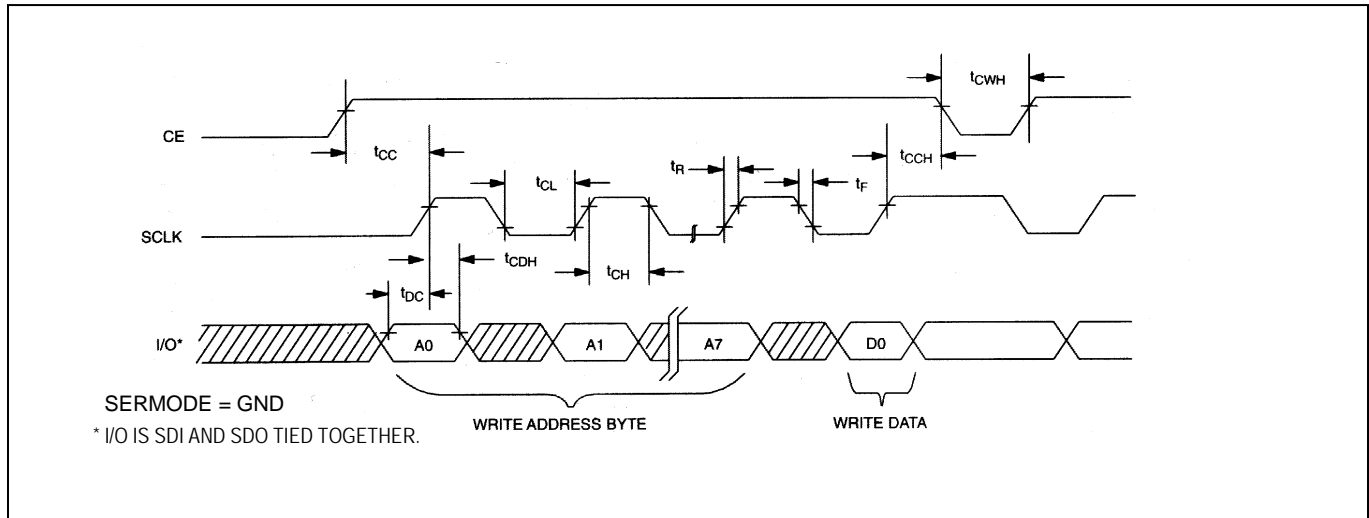 tCWH
CE
tCC
tCCH
tR
tCL
tF
SCLK
tCDH
tCH
tDC
I/O*
A0
A1
A7
D0
SERMODE = GND
WRITE ADDRESS BYTE
WRITE DATA
* I/O IS SDI AND SDO TIED TOGETHER.